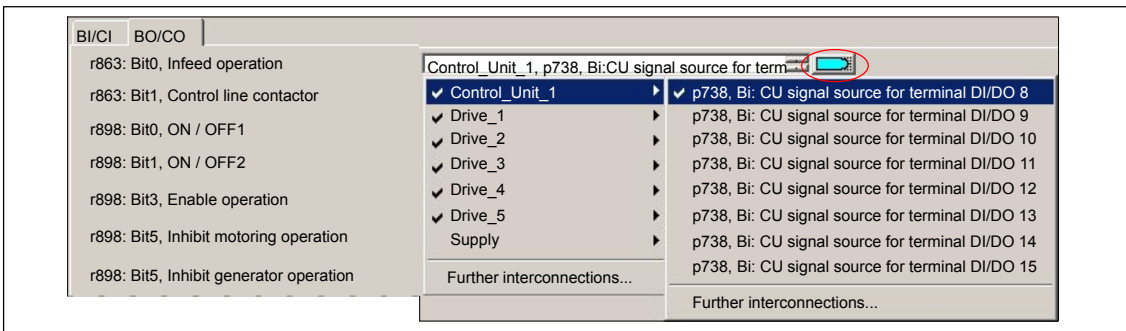 BI/CI BO/CO
r863: Bit0, Infeed operation
r863: Bit1, Control line contactor
r898: Bit0, ON / OFF1
r898: Bit1, ON / OFF2
r898: Bit3, Enable operation
r898: Bit5, Inhibit motoring operation
r898: Bit5, Inhibit generator operation
Control_Unit_1, p738, Bi:CU signal source for term
Control_Unit_1
Drive_1
Drive_2
Drive_3
Drive_4
Drive_5
Supply
Further interconnections...
p738, Bi: CU signal source for terminal DI/DO 8
p738, Bi: CU signal source for terminal DI/DO 9
p738, Bi: CU signal source for terminal DI/DO 10
p738, Bi: CU signal source for terminal DI/DO 11
p738, Bi: CU signal source for terminal DI/DO 12
p738, Bi: CU signal source for terminal DI/DO 13
p738, Bi: CU signal source for terminal DI/DO 14
p738, Bi: CU signal source for terminal DI/DO 15
Further interconnections...